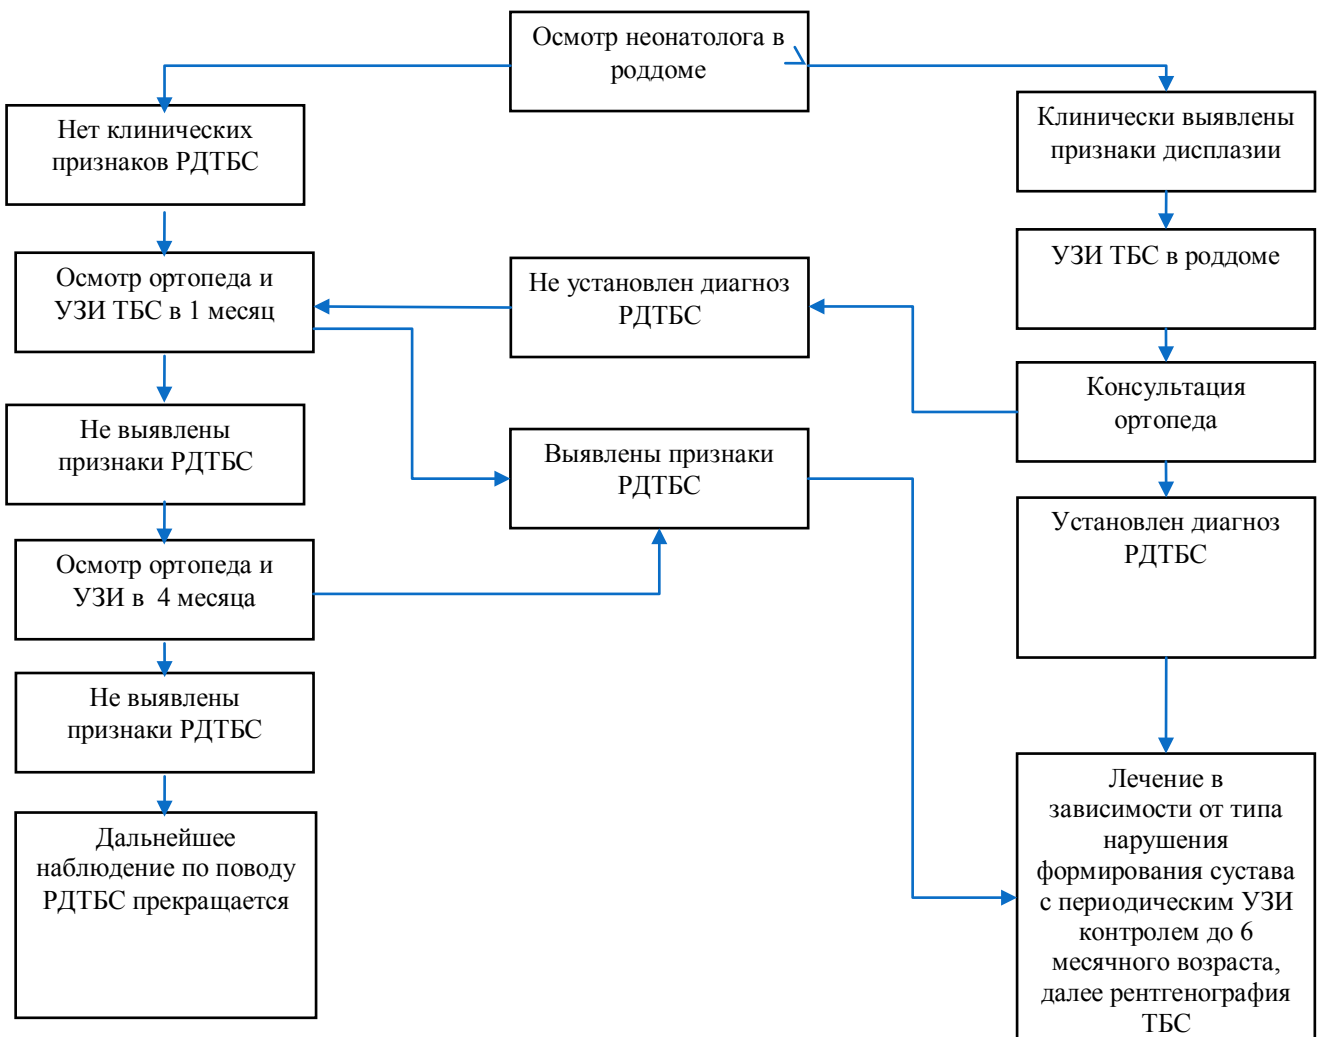 Осмотр неонатолога в
роддоме
Нет клинических
признаков РДТБС
Клинически выявлены
признаки дисплазии
Осмотр ортопеда и
УЗИ ТБС в 1 месяц
Не установлен диагноз
РДТБС
УЗИ ТБС в роддоме
Консультация
ортопеда
Не выявлены
признаки РДТБС
Выявлены признаки
РДТБС
Установлен диагноз
РДТБС
Осмотр ортопеда и
УЗИ в 4 месяца
Не выявлены
признаки РДТБС
Дальнейшее
наблюдение по поводу
РДТБС прекращается
Лечение в
зависимости от типа
нарушения
формирования сустава
с периодическим УЗИ
контролем до 6
месячного возраста,
далее рентгенография
ТБС